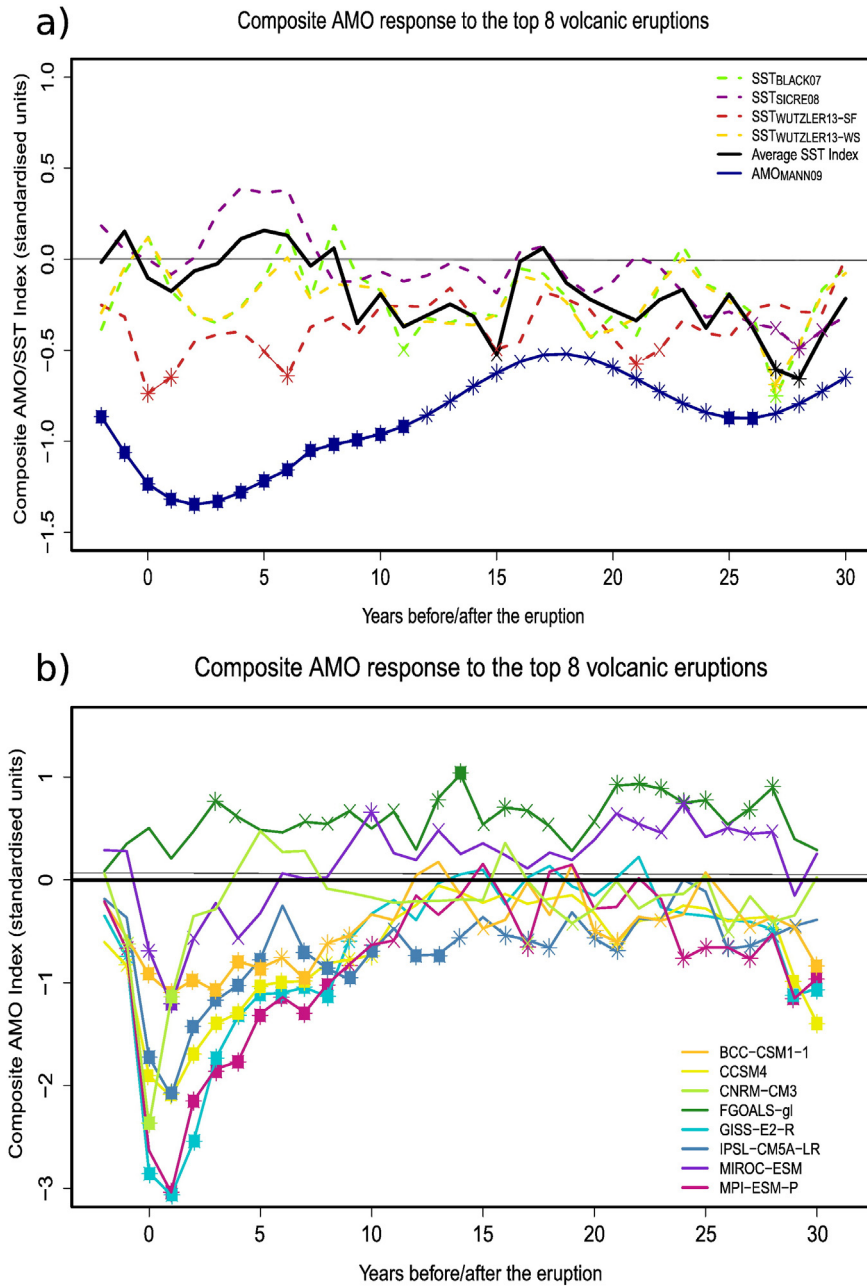 a)
Composite AMO response to the top 8 volcanic eruptions
Composite AMO/SST Index (standardised units)
1.0
0.5
0.0
−0.5
−1.0
−1.5
SSTBLACK07
SSTSICRE08
SSTWUTZLER13−SF
SSTWUTZLER13−WS
Average SST Index
AMOMANN09
0 5 10 15 20 25 30
Years before/after the eruption
b)
Composite AMO response to the top 8 volcanic eruptions
Composite AMO Index (standardised units)
1
0
−1
−2
−3
BCC−CSM1−1
CCSM4
CNRM−CM3
FGOALS−gl
GISS−E2−R
IPSL−CM5A−LR
MIROC−ESM
MPI−ESM−P
0 5 10 15 20 25 30
Years before/after the eruption